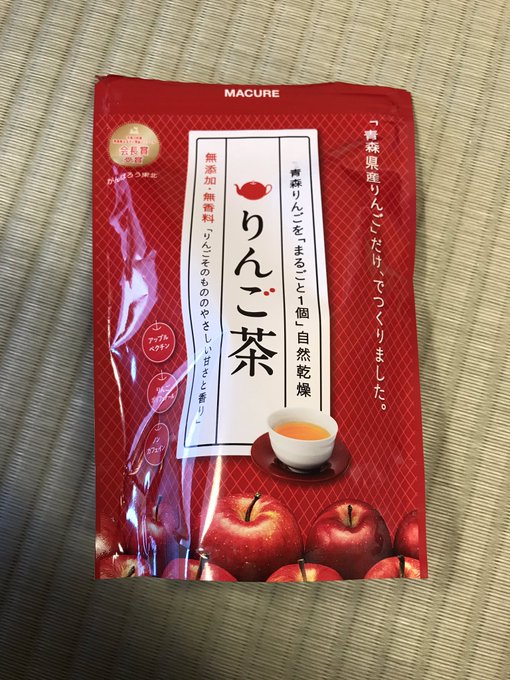 MACURE
「青森県産りんご」だけ、でつくりました。
青森りんごを「まるごと1個」自然乾燥
りんご茶
無添加・無香料「りんごそのもののやさしい甘さと香り」
会長賞
受賞
がんばろう東北
アップル
ペクチン
りんご
ノン
カフェイン